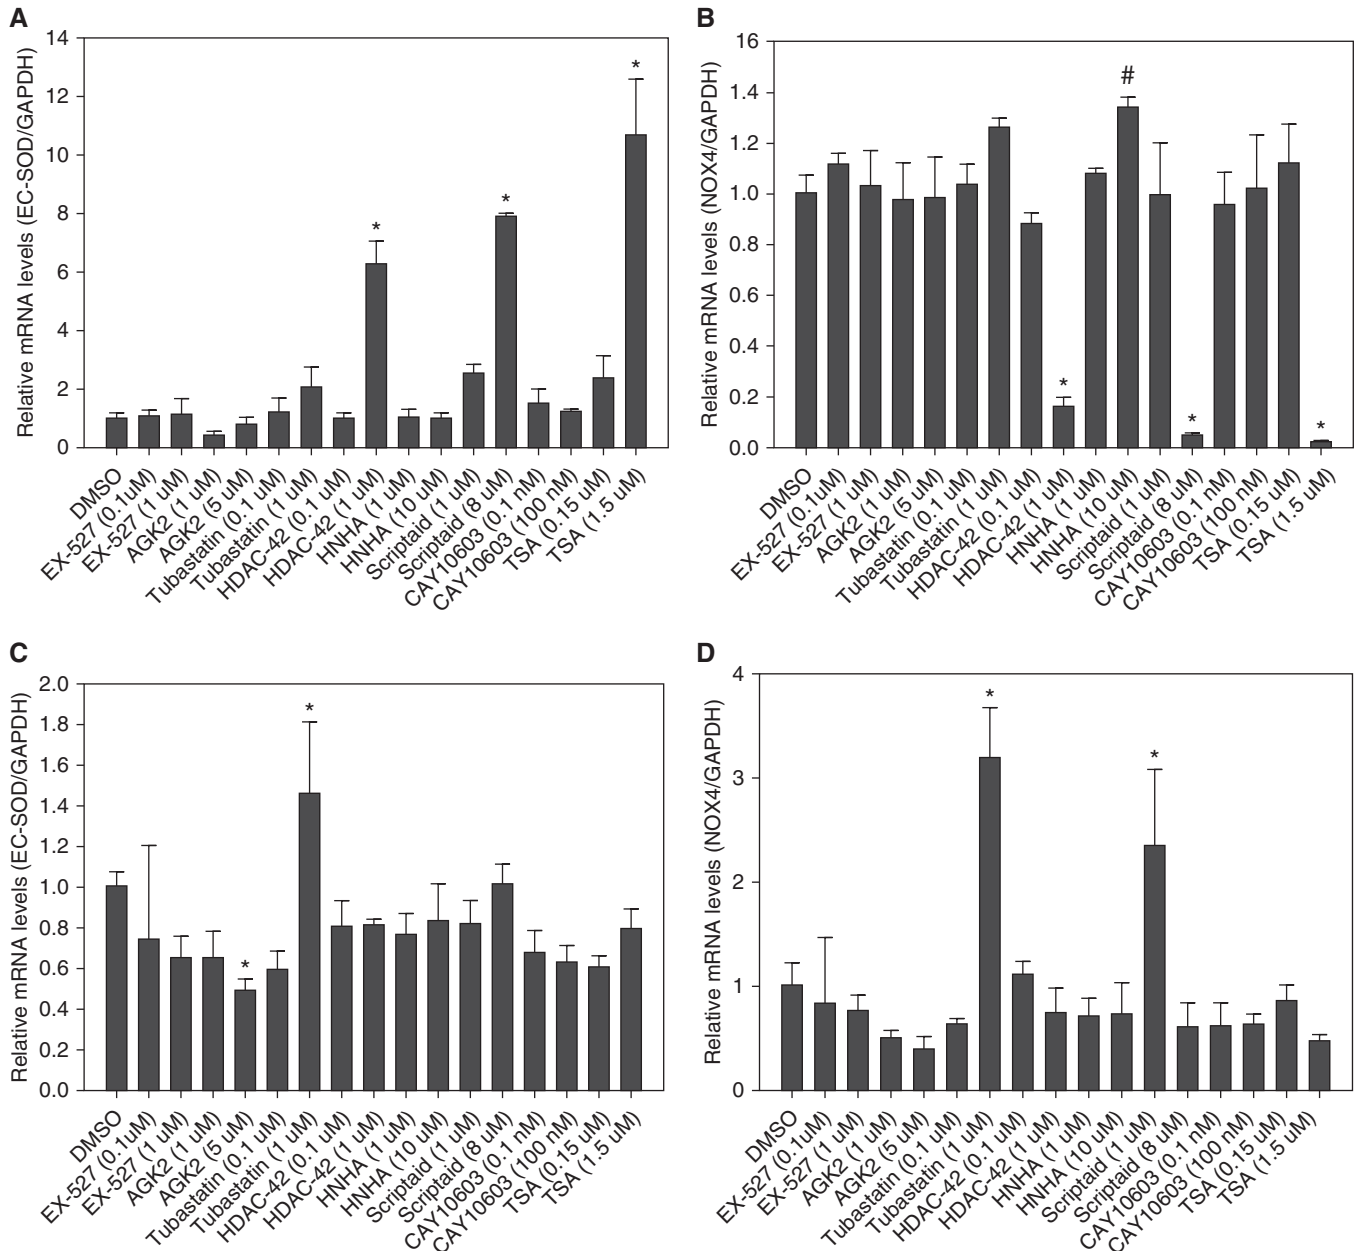 A
Relative mRNA levels (EC-SOD/GAPDH)
14
12
10
8
6
4
2
0
*
*
*
DMSO
EX-527 (0.1uM)
EX-527 (1 uM)
AGK2 (1 uM)
AGK2 (5 uM)
Tubastatin (0.1 uM)
Tubastatin (1 uM)
HDAC-42 (0.1 uM)
HDAC-42 (1 uM)
HNHA (1 uM)
HNHA (10 uM)
Scriptaid (1 uM)
Scriptaid (8 uM)
CAY10603 (0.1 nM)
CAY10603 (100 nM)
TSA (0.15 uM)
TSA (1.5 uM)
B
Relative mRNA levels (NOX4/GAPDH)
16
1.4
1.2
1.0
0.8
0.6
0.4
0.2
0.0
#
*
*
*
DMSO
EX-527 (0.1uM)
EX-527 (1 uM)
AGK2 (1 uM)
AGK2 (5 uM)
Tubastatin (0.1 uM)
Tubastatin (1 uM)
HDAC-42 (0.1 uM)
HDAC-42 (1 uM)
HNHA (1 uM)
HNHA (10 uM)
Scriptaid (1 uM)
Scriptaid (8 uM)
CAY10603 (0.1 nM)
CAY10603 (100 nM)
TSA (0.15 uM)
TSA (1.5 uM)
C
Relative mRNA levels (EC-SOD/GAPDH)
2.0
1.8
1.6
1.4
1.2
1.0
0.8
0.6
0.4
0.2
0.0
*
*
DMSO
EX-527 (0.1uM)
EX-527 (1 uM)
AGK2 (1 uM)
AGK2 (5 uM)
Tubastatin (0.1 uM)
Tubastatin (1 uM)
HDAC-42 (0.1 uM)
HDAC-42 (1 uM)
HNHA (1 uM)
HNHA (10 uM)
Scriptaid (1 uM)
Scriptaid (8 uM)
CAY10603 (0.1 nM)
CAY10603 (100 nM)
TSA (0.15 uM)
TSA (1.5 uM)
D
Relative mRNA levels (NOX4/GAPDH)
4
3
2
1
0
*
*
DMSO
EX-527 (0.1uM)
EX-527 (1 uM)
AGK2 (1 uM)
AGK2 (5 uM)
Tubastatin (0.1 uM)
Tubastatin (1 uM)
HDAC-42 (0.1 uM)
HDAC-42 (1 uM)
HNHA (1 uM)
HNHA (10 uM)
Scriptaid (1 uM)
Scriptaid (8 uM)
CAY10603 (0.1 nM)
CAY10603 (100 nM)
TSA (0.15 uM)
TSA (1.5 uM)